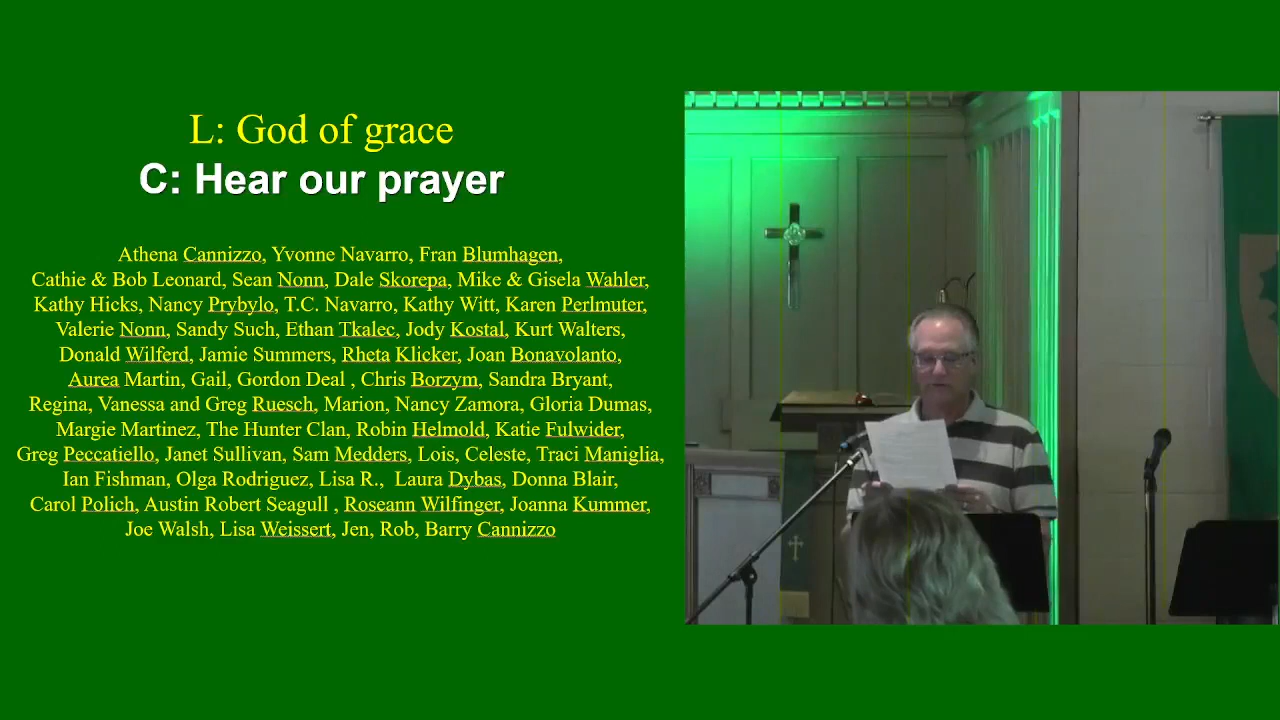 L: God of grace
C: Hear our prayer
Athena Cannizzo, Yvonne Navarro, Fran Blumhagen,
Cathie & Bob Leonard, Sean Nonn, Dale Skorepa, Mike & Gisela Wahler,
Kathy Hicks, Nancy Prybylo, T.C. Navarro, Kathy Witt, Karen Perlmuter,
Valerie Nonn, Sandy Such, Ethan Tkalec, Jody Kostal, Kurt Walters,
Donald Wilferd, Jamie Summers, Rheta Klicker, Joan Bonavolanto,
Aurea Martin, Gail, Gordon Deal , Chris Borzym, Sandra Bryant,
Regina, Vanessa and Greg Ruesch, Marion, Nancy Zamora, Gloria Dumas,
Margie Martinez, The Hunter Clan, Robin Helmold, Katie Fulwider,
Greg Peccatiello, Janet Sullivan, Sam Medders, Lois, Celeste, Traci Maniglia,
Ian Fishman, Olga Rodriguez, Lisa R.,  Laura Dybas, Donna Blair,
Carol Polich, Austin Robert Seagull , Roseann Wilfinger, Joanna Kummer,
Joe Walsh, Lisa Weissert, Jen, Rob, Barry Cannizzo